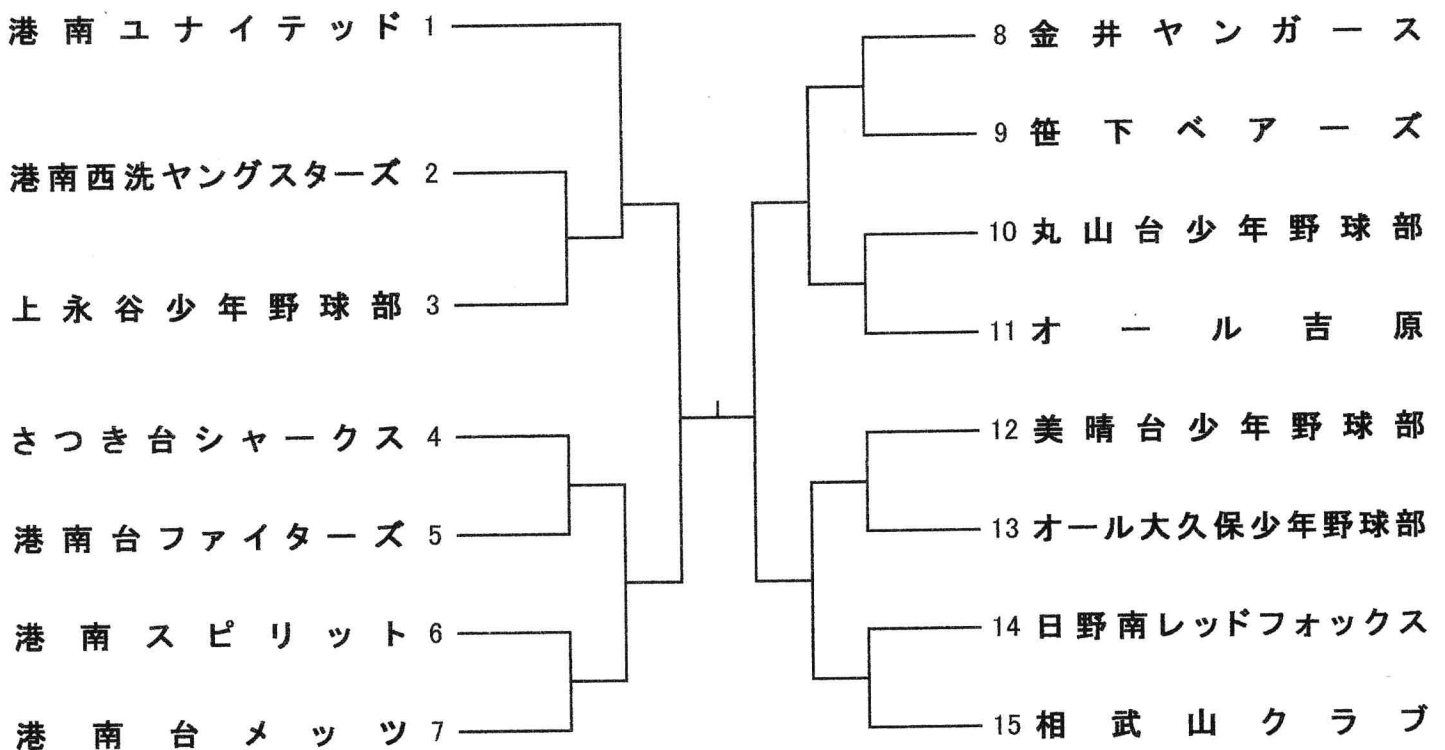 港南ユナイテッド 1
港南西洗ヤングスターズ 2
上永谷少年野球部 3
さつき台シャークス 4
港南台ファイターズ 5
港南スピリット 6
港南台メッツ 7
8 金井ヤンガース
9 笹下ベアーズ
10 丸山台少年野球部
11 オール吉原
12 美晴台少年野球部
13 オール大久保少年野球部
14 日野南レッドフォックス
15 相武山クラブ